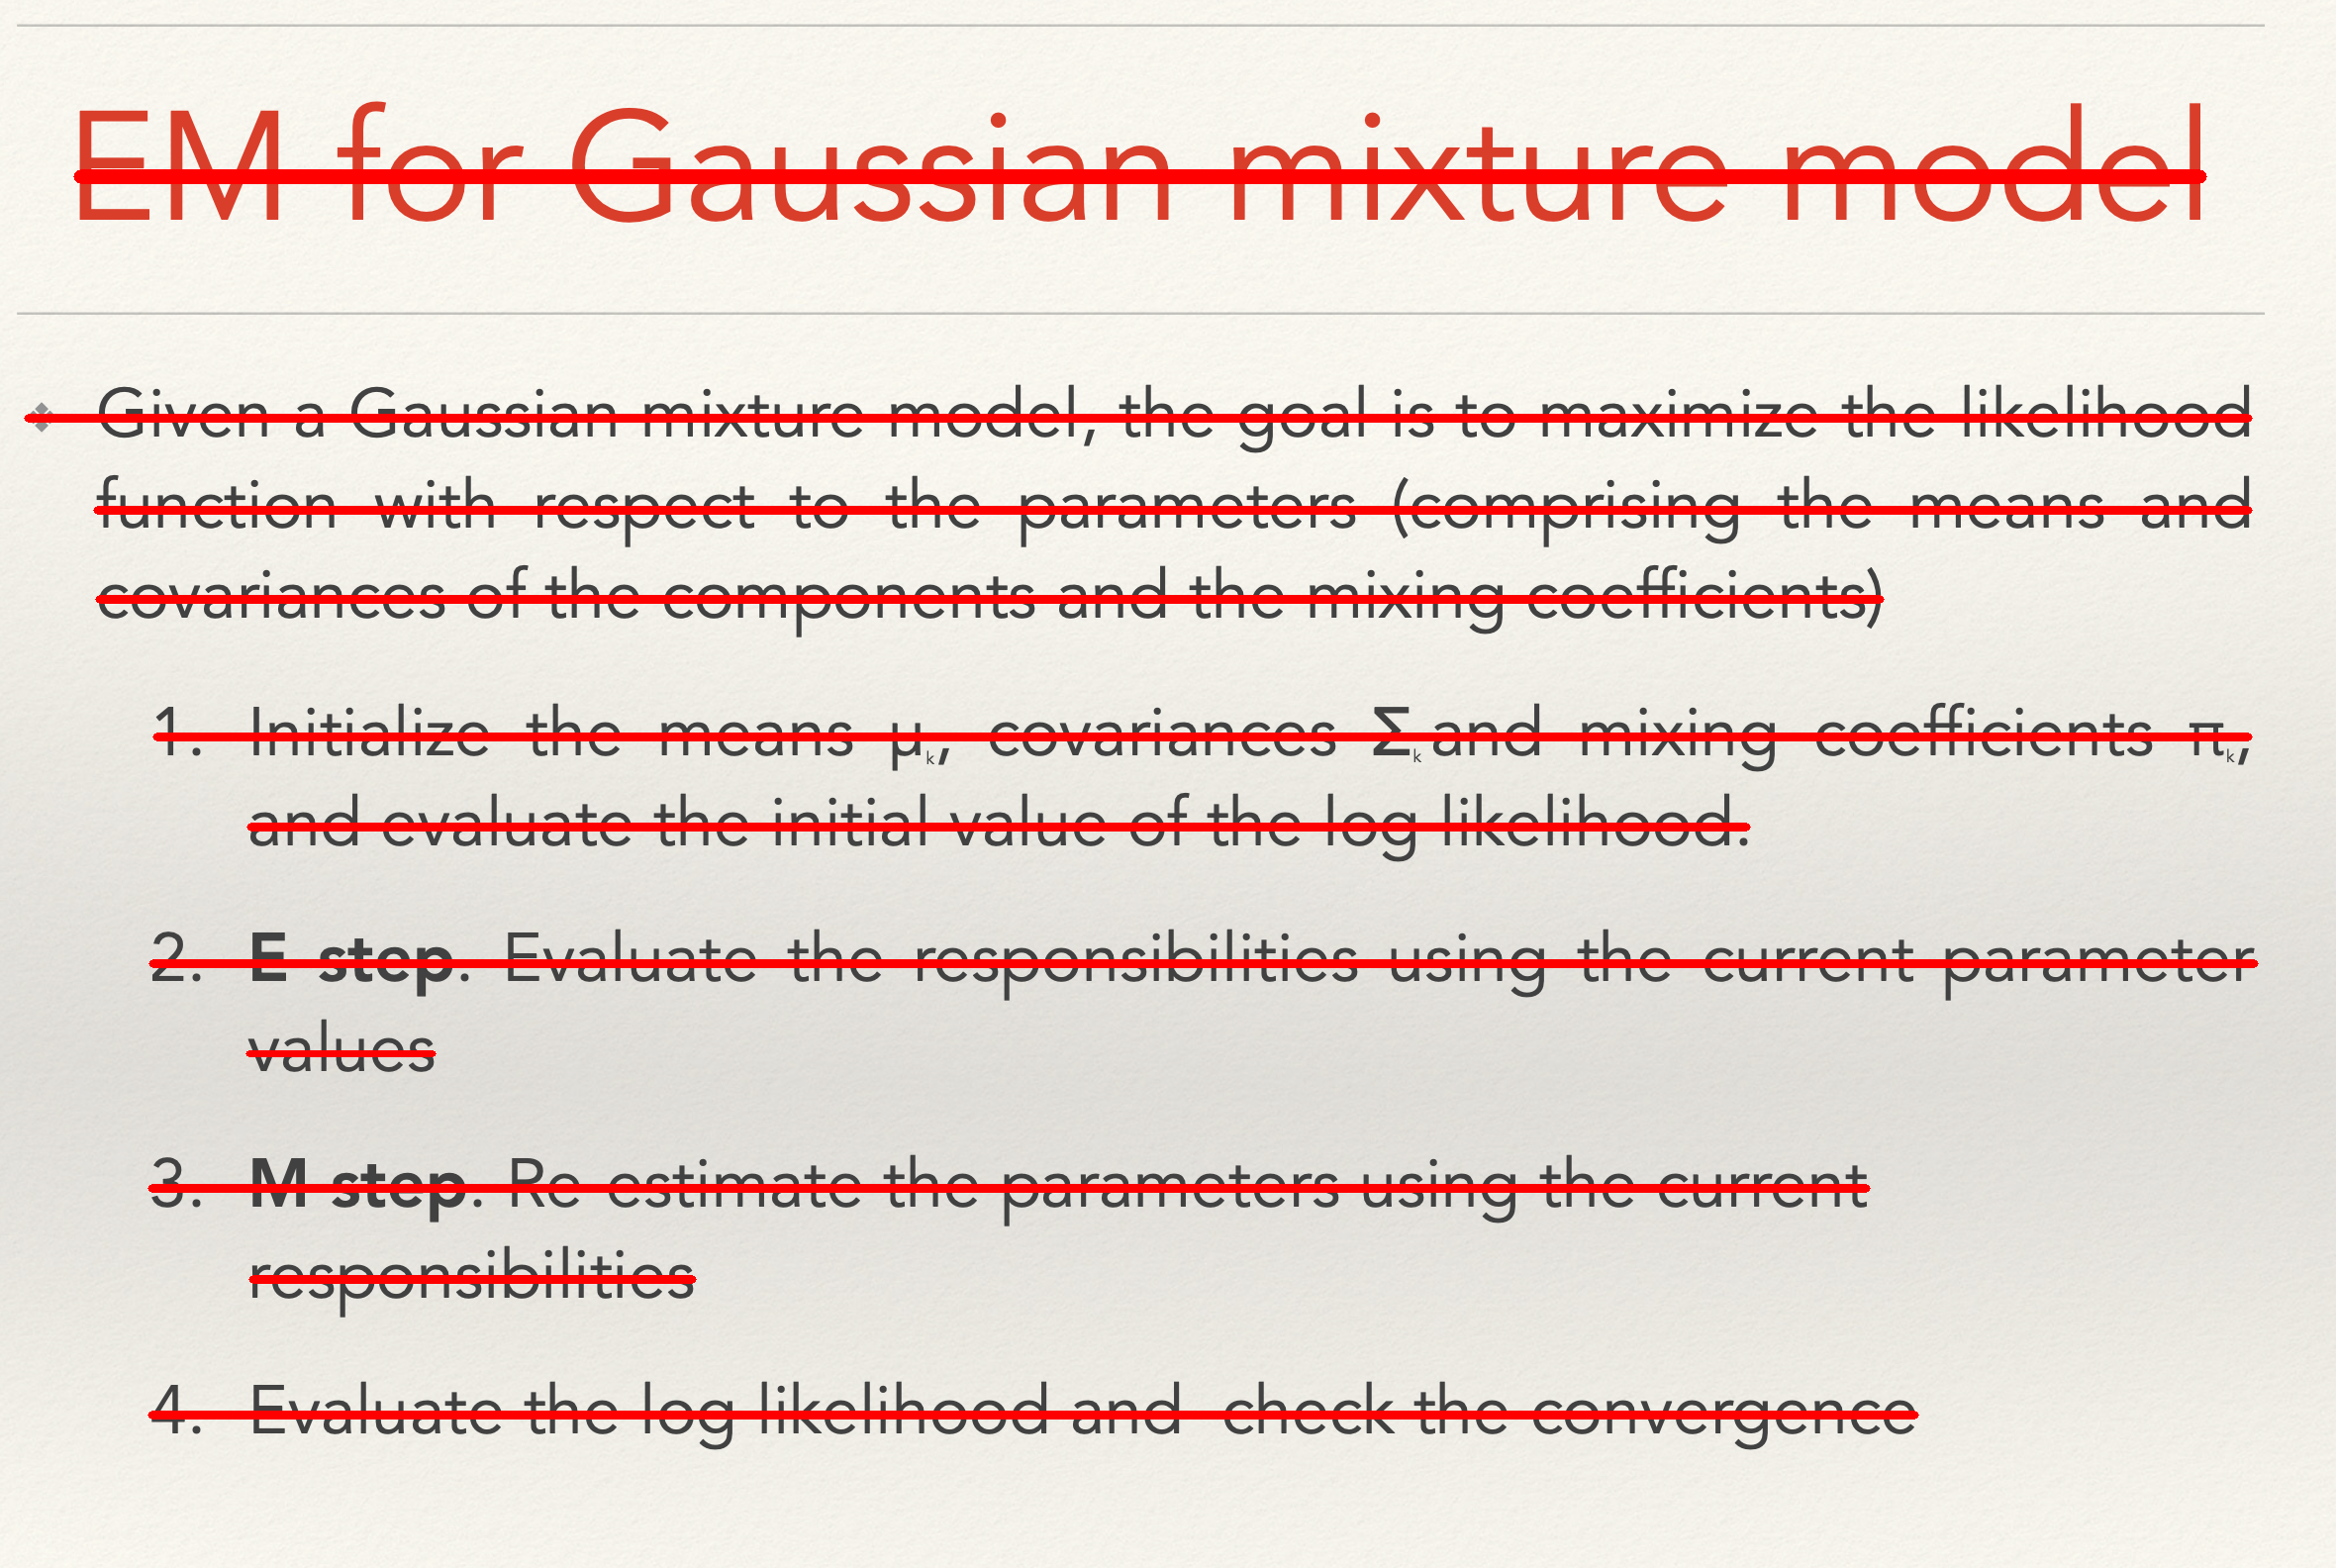 EM for Gaussian mixture model
❖ Given a Gaussian mixture model, the goal is to maximize the likelihood
function with respect to the parameters (comprising the means and
covariances of the components and the mixing coefficients)
1. Initialize the means μₖ, covariances Σₖ and mixing coefficients πₖ,
and evaluate the initial value of the log likelihood.
2. E step. Evaluate the responsibilities using the current parameter
values
3. M step. Re estimate the parameters using the current
responsibilities
4. Evaluate the log likelihood and  check the convergence